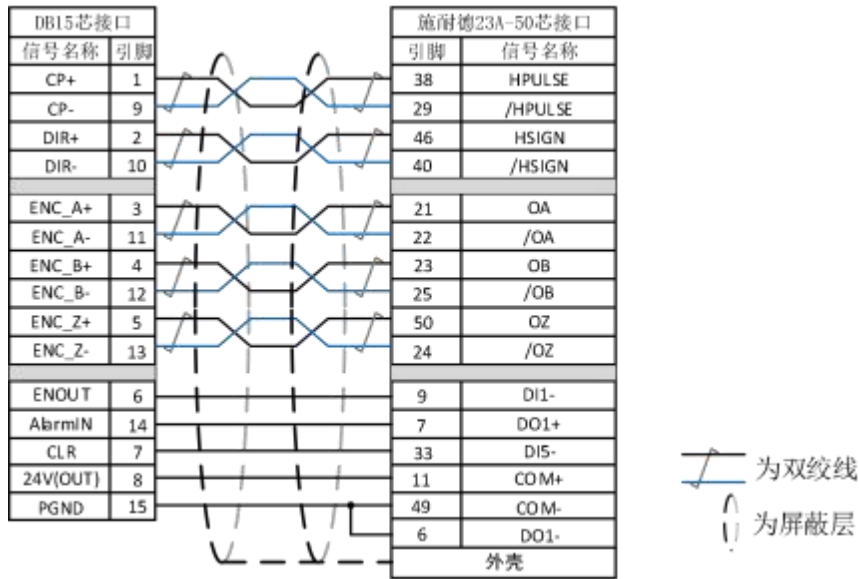 DB15芯接口 施耐德23A-50芯接口
信号名称 引脚 引脚 信号名称
CP+ 1 38 HPULSE
CP- 9 29 /HPULSE
DIR+ 2 46 HSIGN
DIR- 10 40 /HSIGN
ENC_A+ 3 21 OA
ENC_A- 11 22 /OA
ENC_B+ 4 23 OB
ENC_B- 12 25 /OB
ENC_Z+ 5 50 OZ
ENC_Z- 13 24 /OZ
ENOUT 6 9 DI1-
AlarmIN 14 7 DO1+
CLR 7 33 DI5-
24V(OUT) 8 11 COM+
PGND 15 49 COM-
6 DO1-
外壳
为双绞线
为屏蔽层